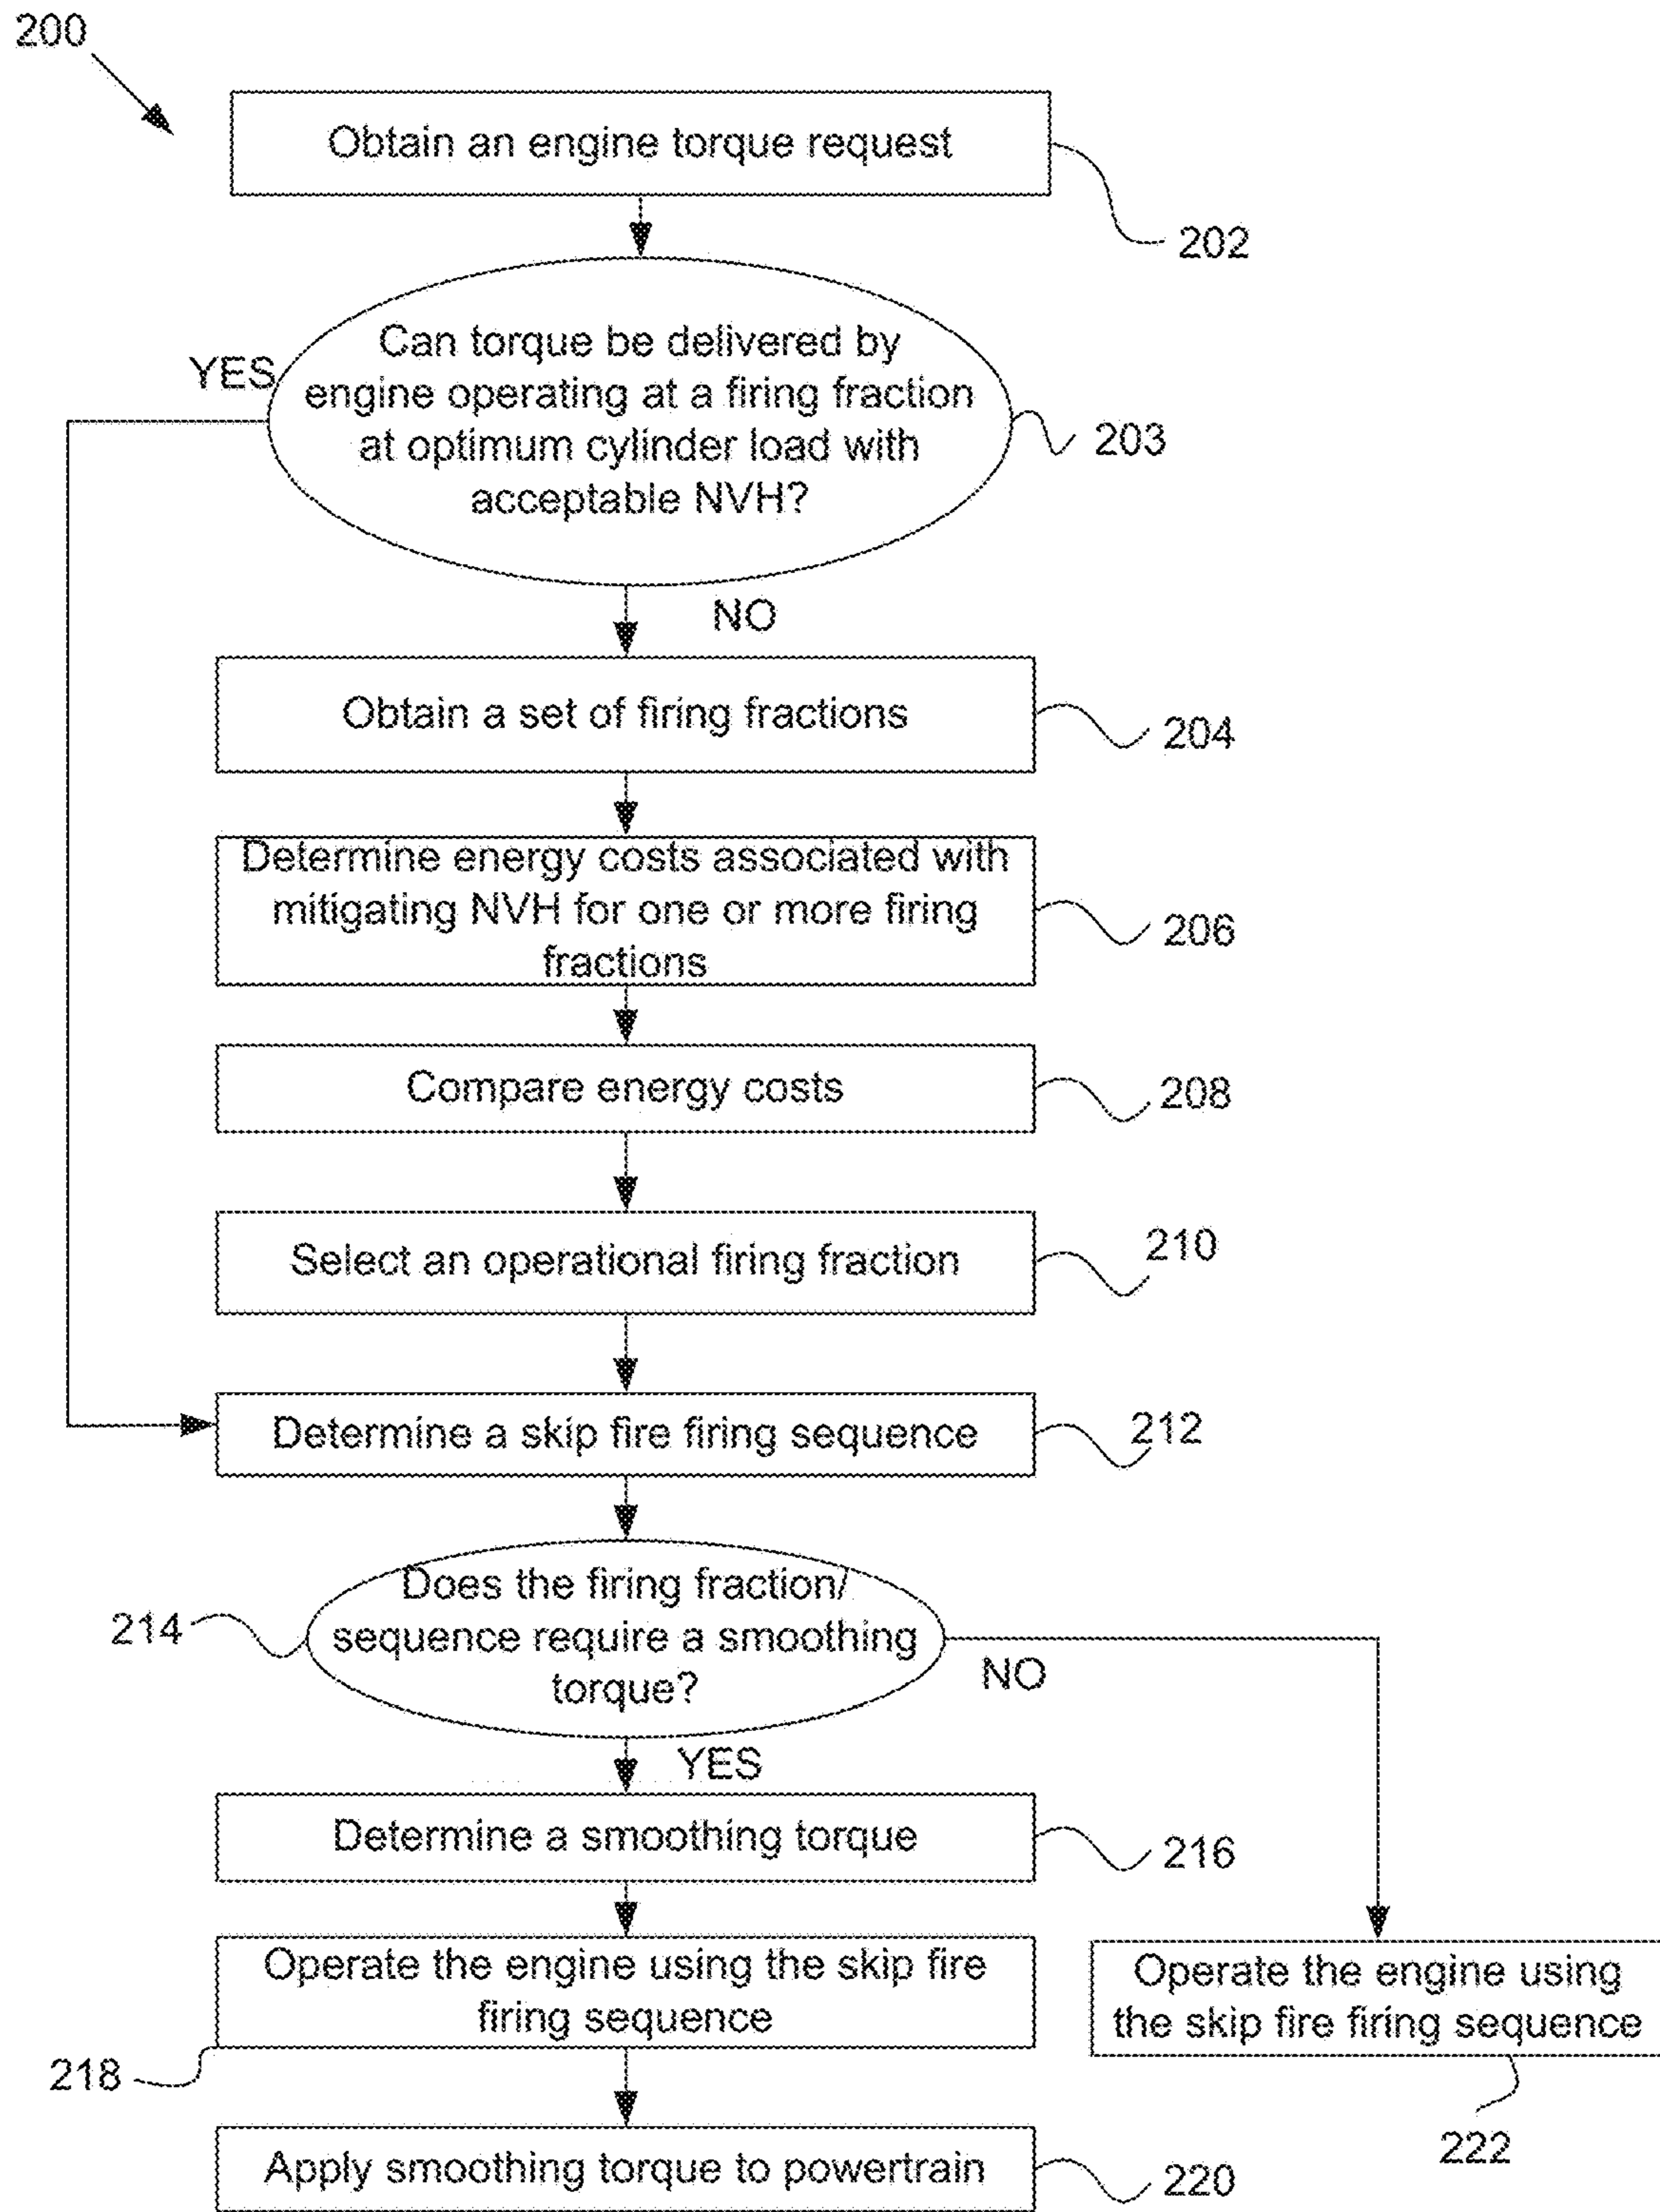 200
Obtain an engine torque request
202
Can torque be delivered by
engine operating at a firing fraction
at optimum cylinder load with
acceptable NVH?
YES
203
NO
Obtain a set of firing fractions
204
Determine energy costs associated with
mitigating NVH for one or more firing
fractions
206
Compare energy costs
208
Select an operational firing fraction
210
Determine a skip fire firing sequence
212
Does the firing fraction/
sequence require a smoothing
torque?
214
NO
YES
Determine a smoothing torque
216
Operate the engine using the skip fire
firing sequence
218
Operate the engine using
the skip fire firing sequence
222
Apply smoothing torque to powertrain
220